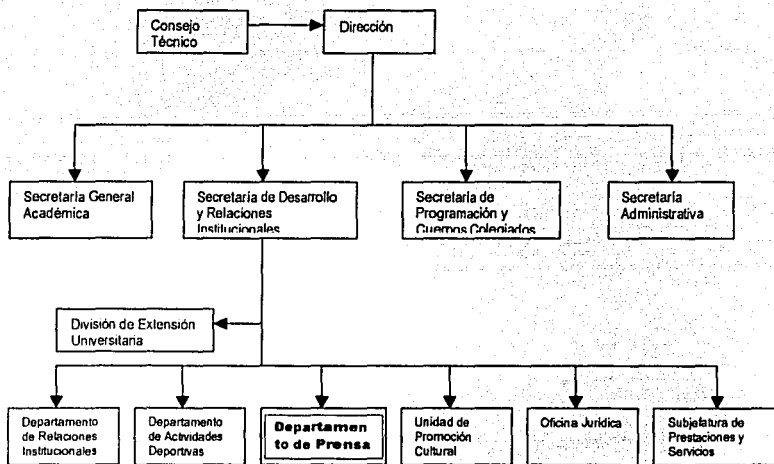 Consejo
Técnico
Dirección
Secretaría General
Académica
Secretaría de Desarrollo
y Relaciones
Institucionales
Secretaría de
Programación y
Cuerpos Colegiados
Secretaría
Administrativa
División de Extensión
Universitaria
Departamento
de Relaciones
Institucionales
Departamento
de Actividades
Deportivas
Departamen
to de Prensa
Unidad de
Promoción
Cultural
Oficina Jurídica
Subjefatura de
Prestaciones y
Servicios